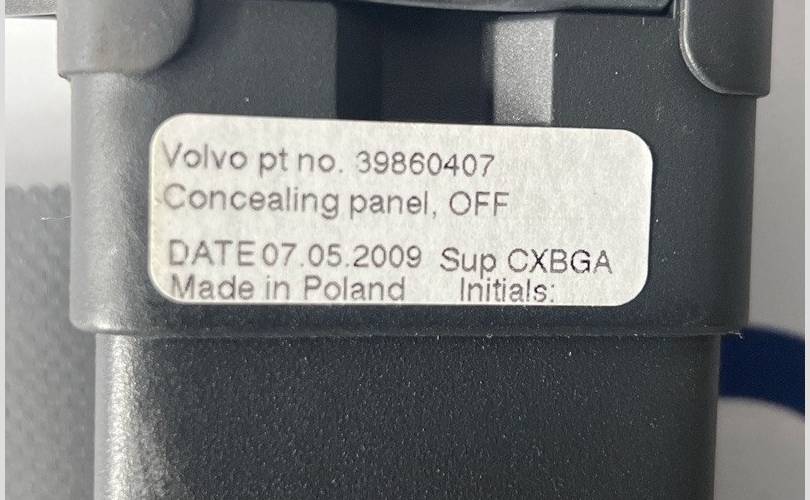 Volvo pt no. 39860407
Concealing panel, OFF
DATE 07.05.2009 Sup CXBGA
Made in Poland Initials: